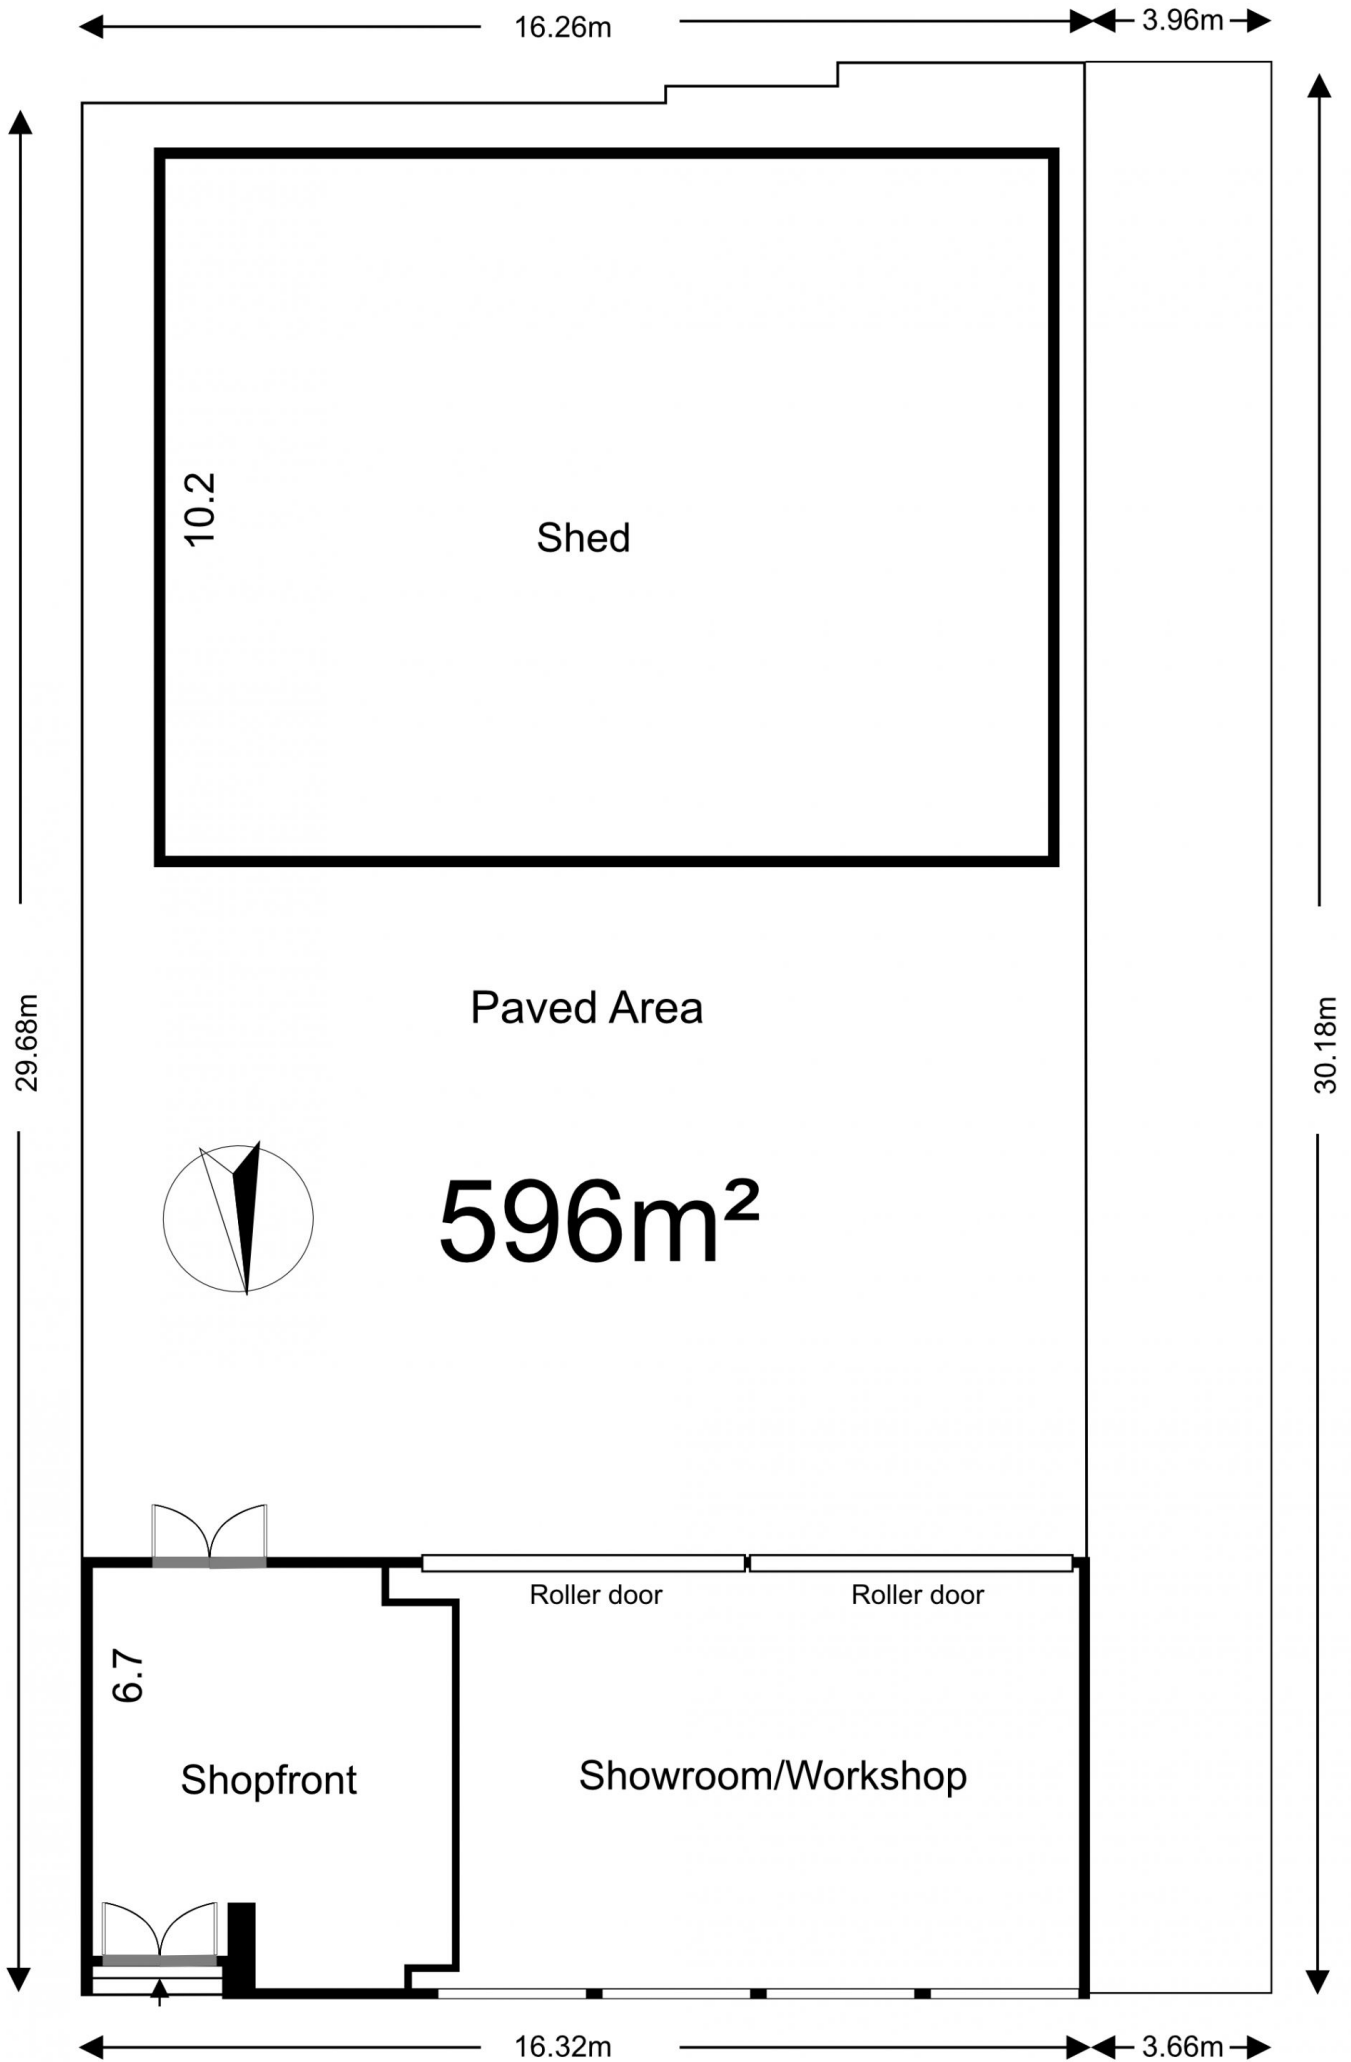 16.26m
3.96m
10.2
Shed
29.68m
30.18m
Paved Area
596m²
Roller door
Roller door
6.7
Shopfront
Showroom/Workshop
16.32m
3.66m